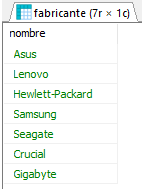 fabricante (7r × 1c)
nombre
Asus
Lenovo
Hewlett-Packard
Samsung
Seagate
Crucial
Gigabyte